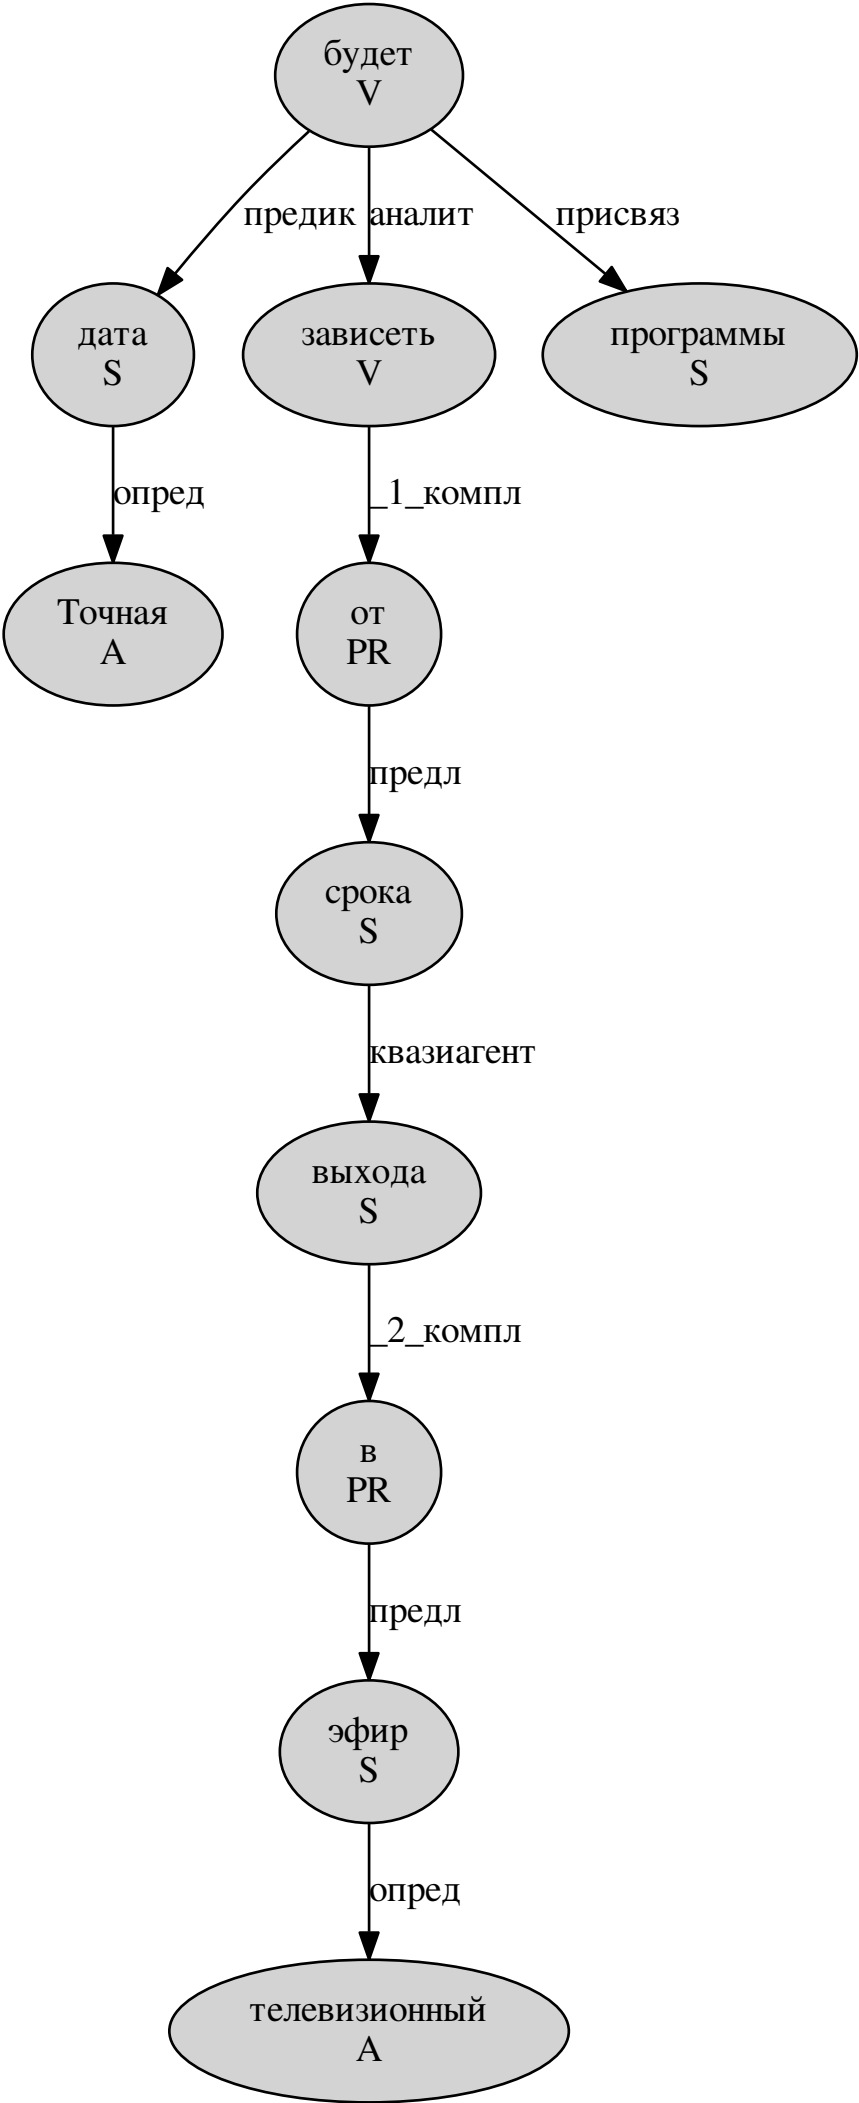 будет
V
предик
аналит
присвяз
дата
S
зависеть
V
программы
S
опред
_1_компл
Точная
A
от
PR
предл
срока
S
квазиагент
выхода
S
_2_компл
в
PR
предл
эфир
S
опред
телевизионный
A